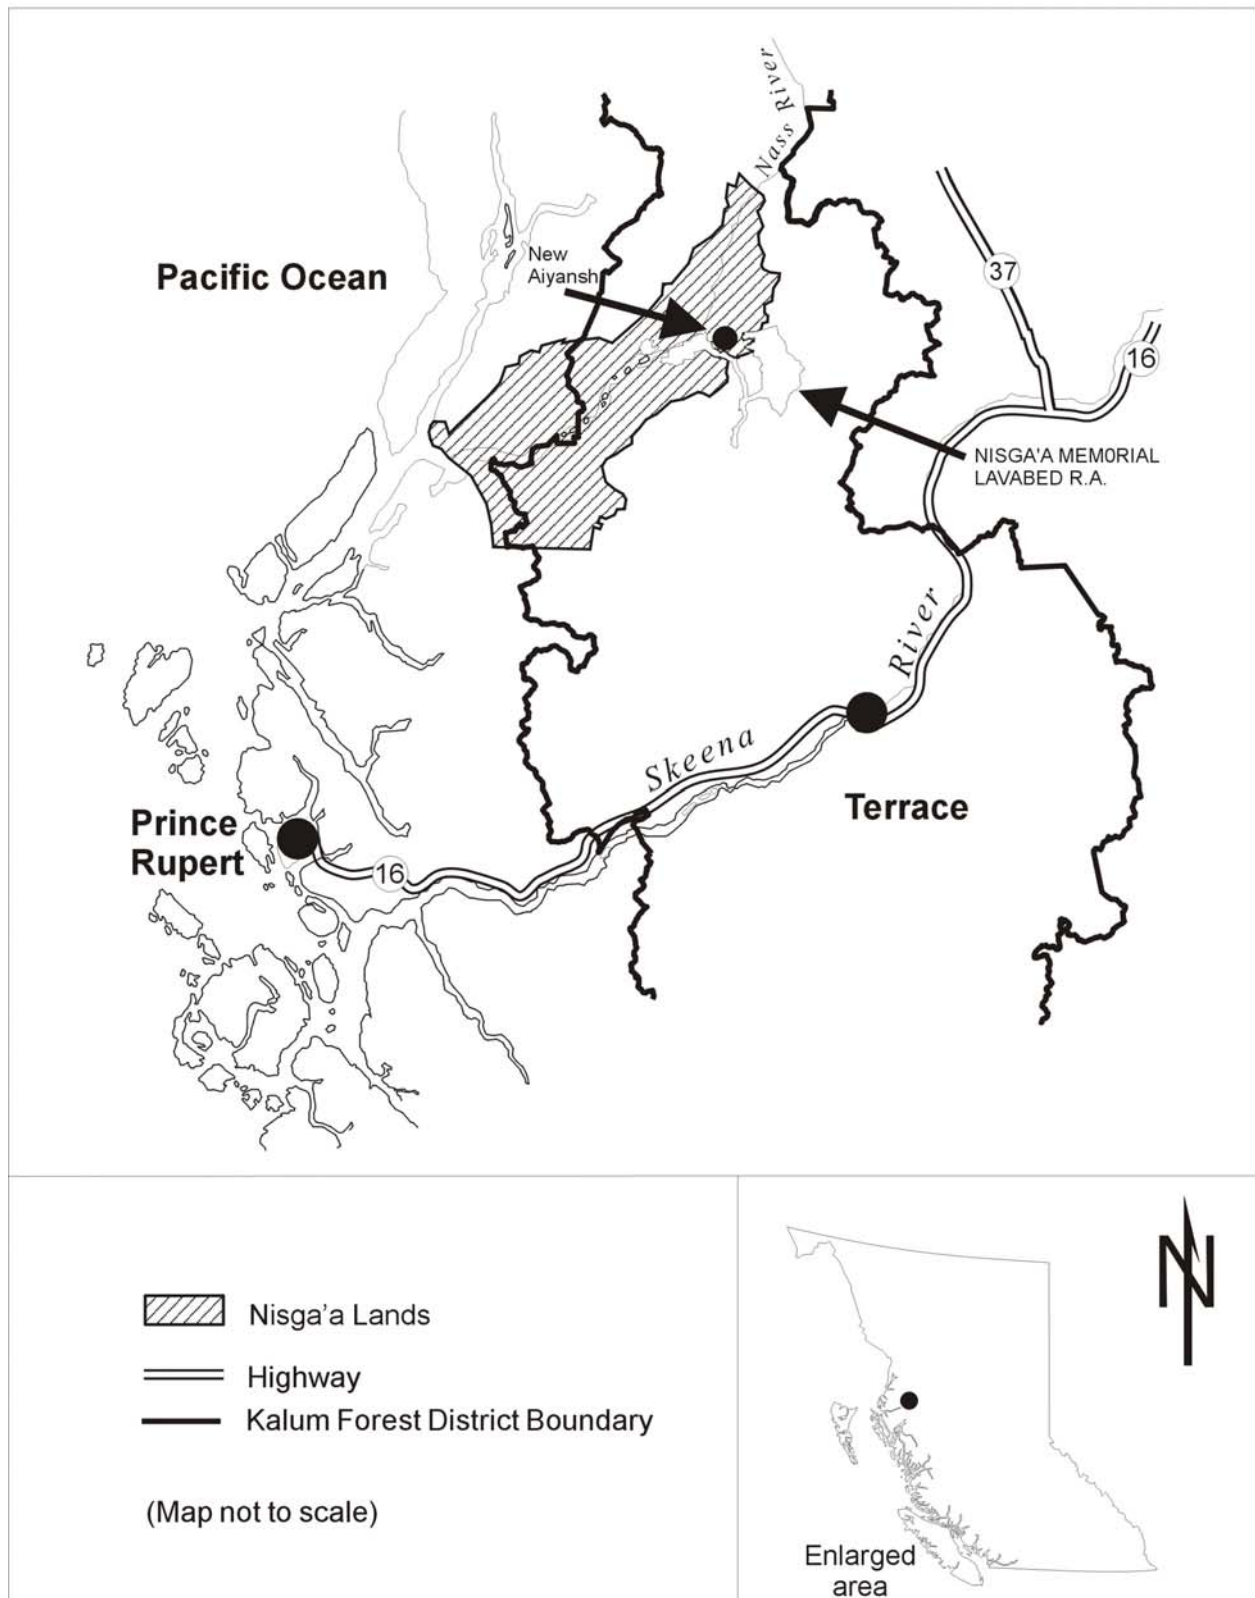 Nass River
New
Aiyansh
Pacific Ocean
37
16
NISGA'A MEMORIAL
LAVABED R.A.
Skeena River
Terrace
Prince
Rupert
16
Nisga'a Lands
Highway
Kalum Forest District Boundary
(Map not to scale)
N
Enlarged
area